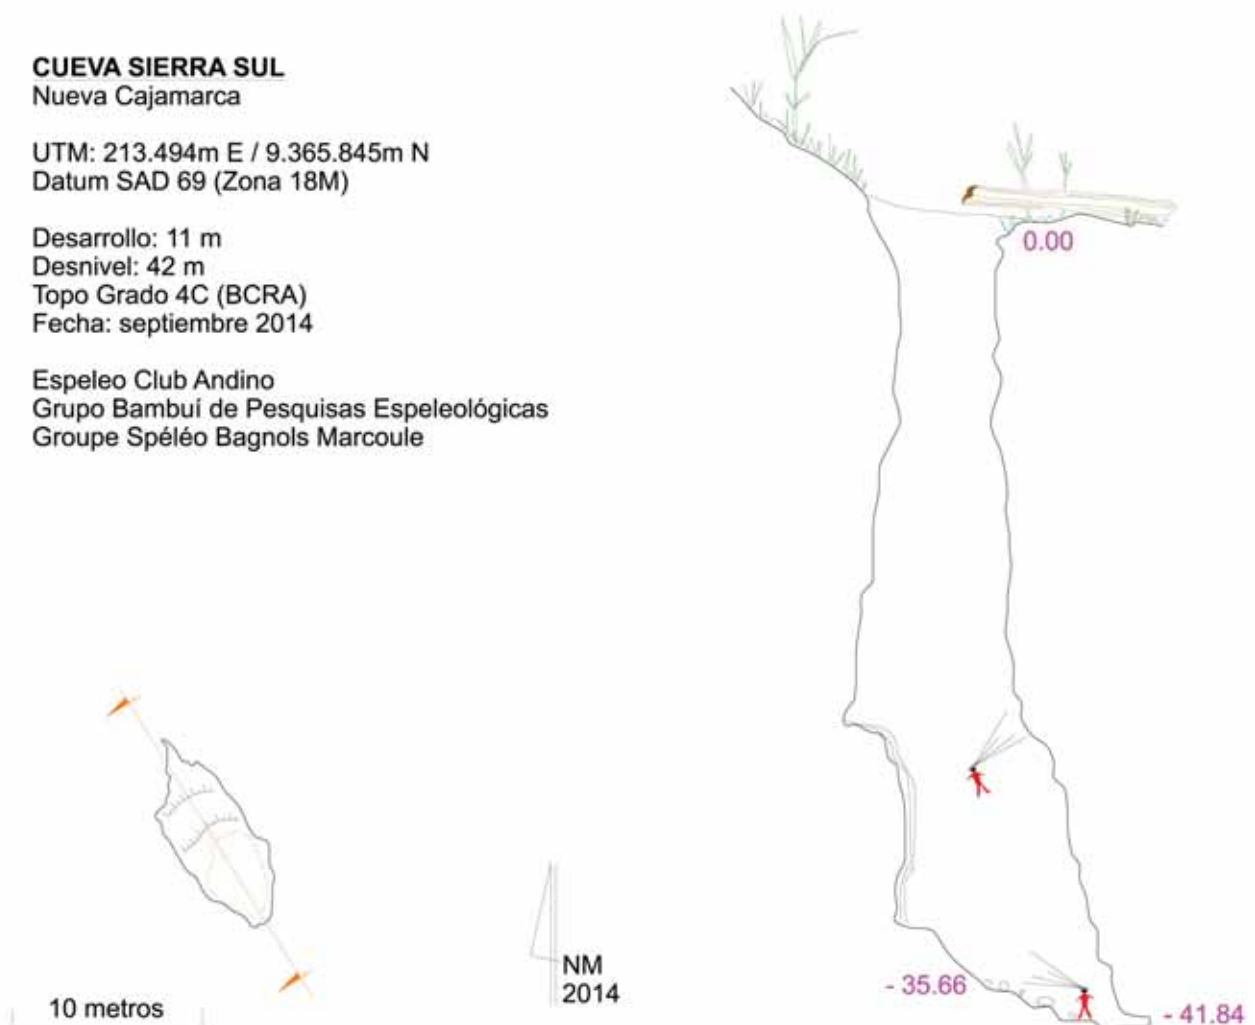 CUEVA SIERRA SUL
Nueva Cajamarca
UTM: 213.494m E / 9.365.845m N
Datum SAD 69 (Zona 18M)
Desarrollo: 11 m
Desnivel: 42 m
Topo Grado 4C (BCRA)
Fecha: septiembre 2014
Espeleo Club Andino
Grupo Bambuí de Pesquisas Espeleológicas
Groupe Spéléo Bagnols Marcoule
0.00
NM
2014
- 35.66
10 metros
- 41.84